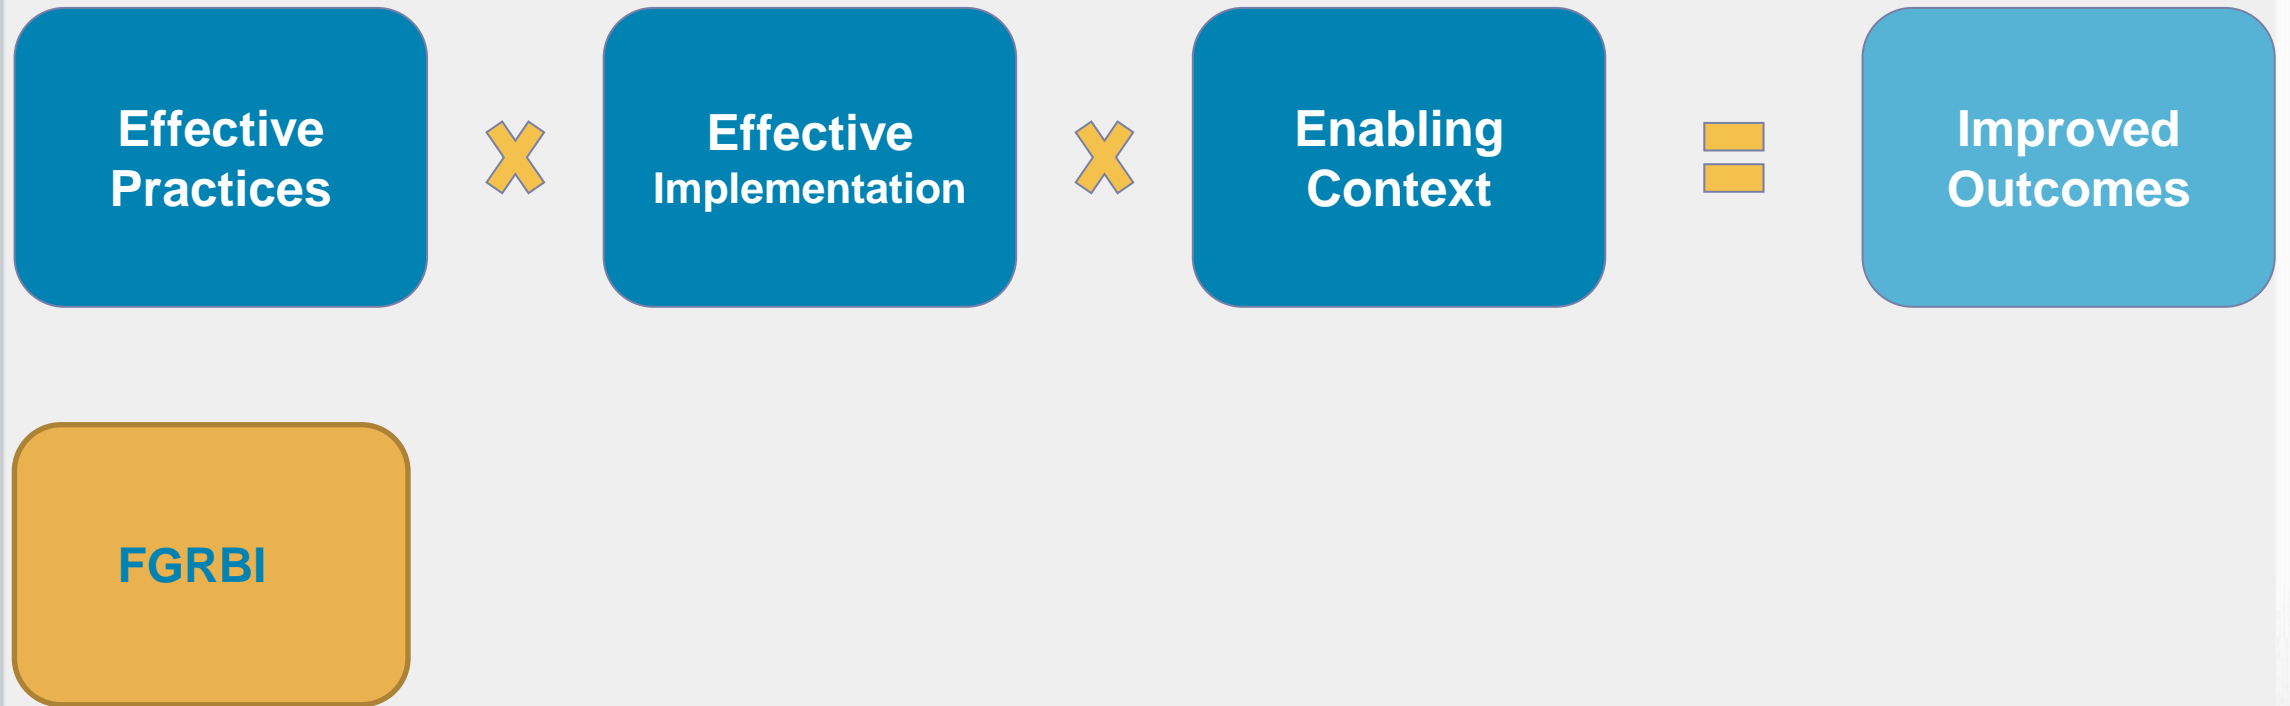 Effective
Practices
Effective
Implementation
Enabling
Context
Improved
Outcomes
FGRBI